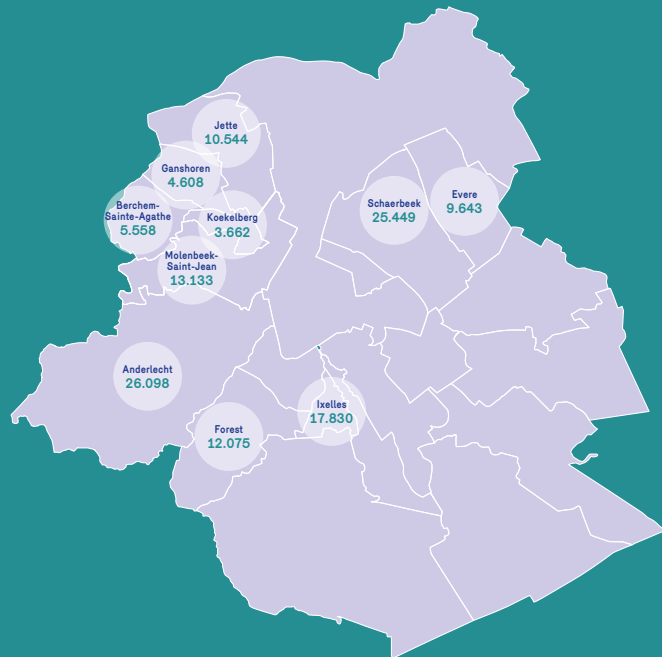 Jette
10.544
Ganshoren
4.608
Berchem-
Sainte-Agathe
5.558
Koekelberg
3.662
Schaerbeek
25.449
Evere
9.643
Molenbeek-
Saint-Jean
13.133
Anderlecht
26.098
Ixelles
17.830
Forest
12.075